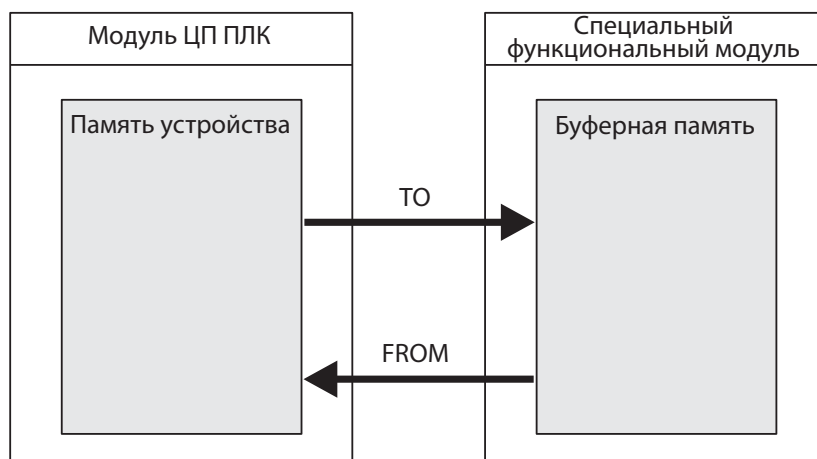 Модуль ЦП ПЛК
Специальный
функциональный модуль
Память устройства
Буферная память
TO
FROM